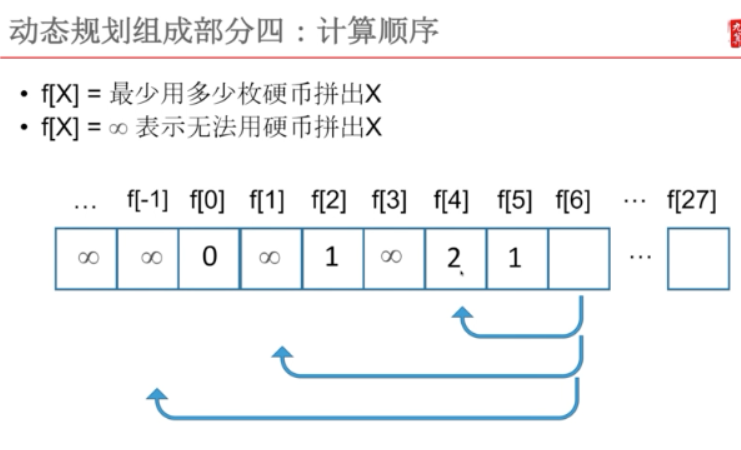 动态规划组成部分四：计算顺序
• f[X] = 最少用多少枚硬币拼出X
• f[X] = ∞ 表示无法用硬币拼出X
… f[-1] f[0] f[1] f[2] f[3] f[4] f[5] f[6] … f[27]
∞ ∞ 0 ∞ 1 ∞ 2 1 …